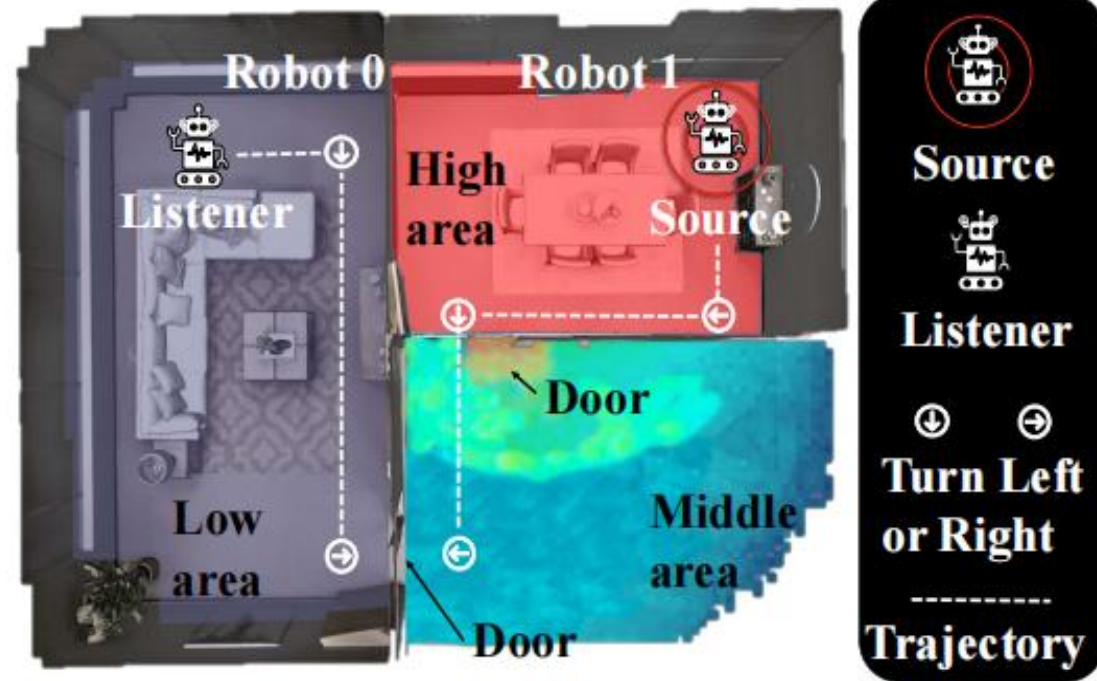 Robot 0
Robot 1
High
area
Listener
Source
Door
Low
area
Middle
area
Door
Source
Listener
Turn Left
or Right
Trajectory